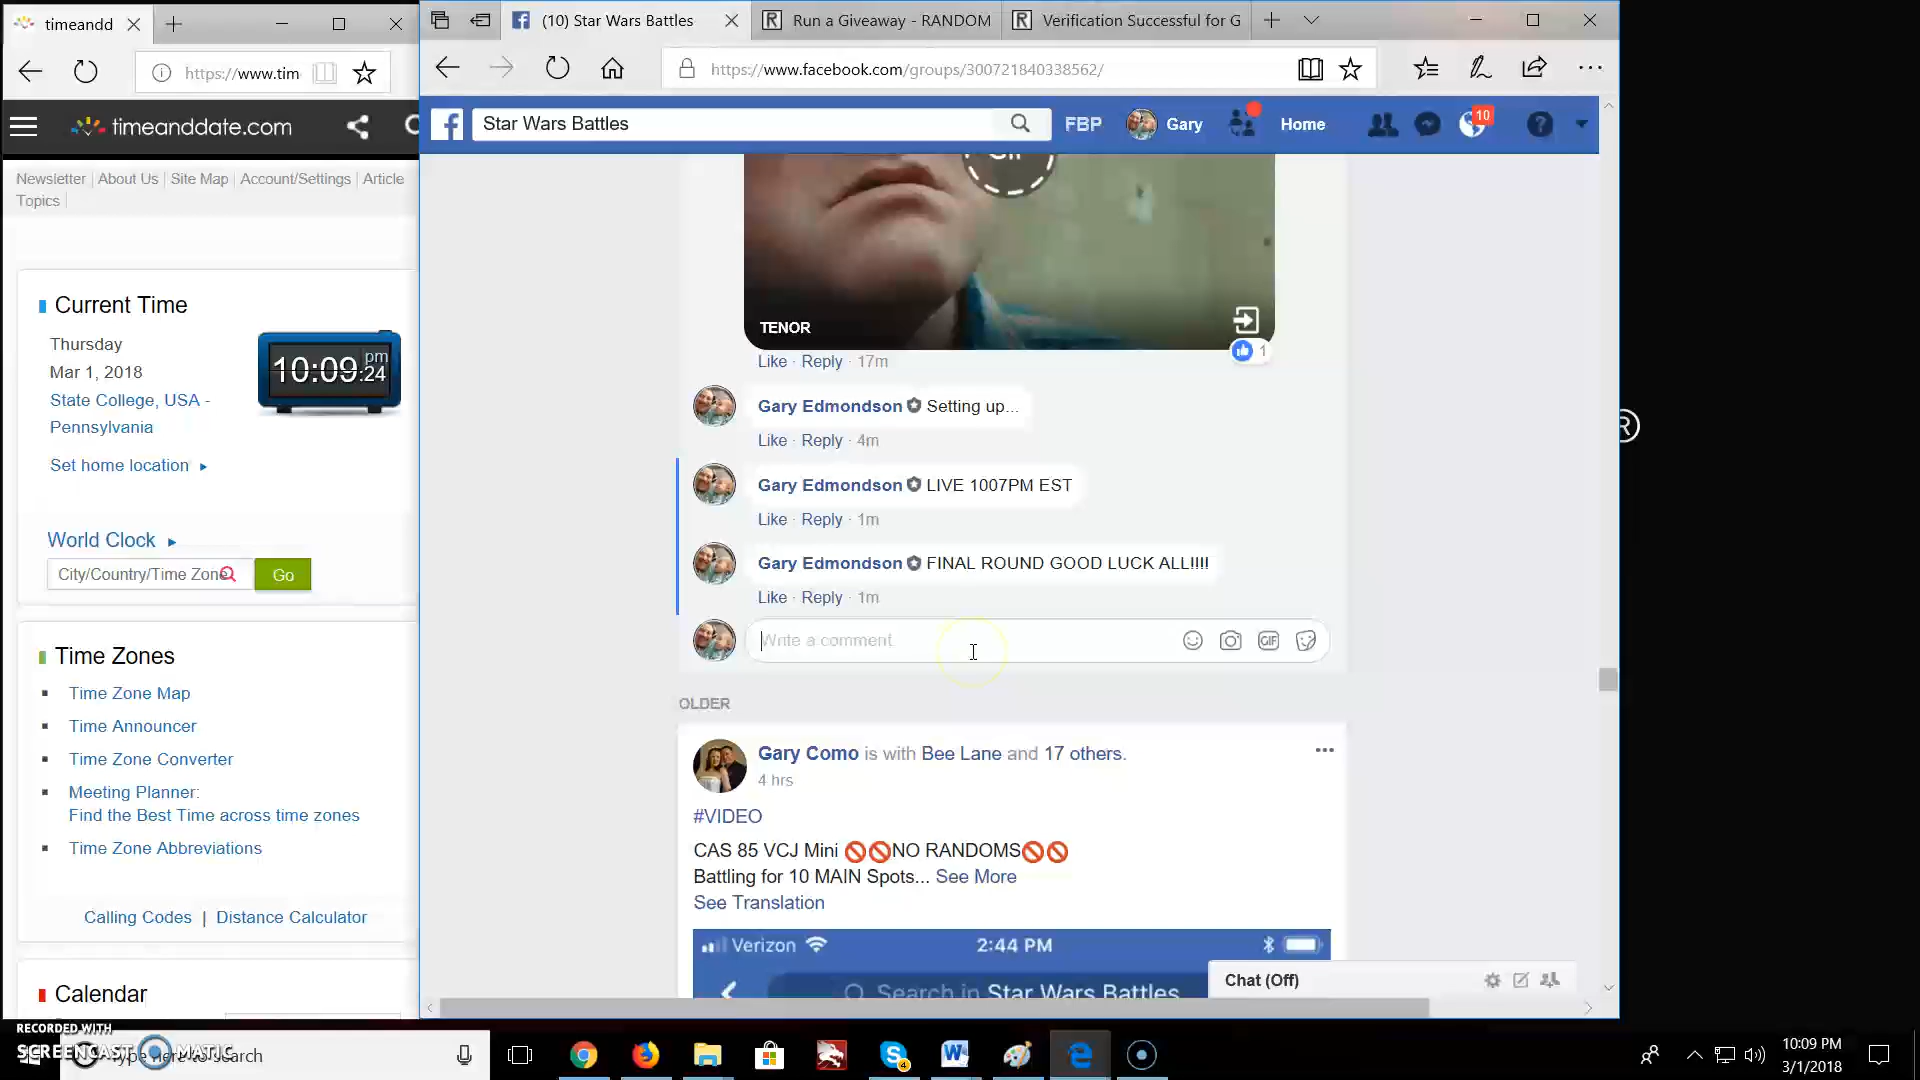 timeandd
https://www.tim
timeanddate.com
Newsletter | About Us | Site Map | Account/Settings | Article
Topics |
Current Time
Thursday
Mar 1, 2018
State College, USA -
Pennsylvania
10:09:24 pm
Set home location
World Clock
City/Country/Time Zone
Go
Time Zones
Time Zone Map
Time Announcer
Time Zone Converter
Meeting Planner:
Find the Best Time across time zones
Time Zone Abbreviations
Calling Codes | Distance Calculator
Calendar
(10) Star Wars Battles
Run a Giveaway - RANDOM
Verification Successful for G
https://www.facebook.com/groups/300721840338562/
Star Wars Battles
FBP
Gary
Home
10
TENOR
1
Like · Reply · 17m
Gary Edmondson Setting up...
Like · Reply · 4m
Gary Edmondson LIVE 1007PM EST
Like · Reply · 1m
Gary Edmondson FINAL ROUND GOOD LUCK ALL!!!!
Like · Reply · 1m
Write a comment
GIF
OLDER
Gary Como is with Bee Lane and 17 others.
4 hrs
#VIDEO
CAS 85 VCJ Mini 🚫🚫NO RANDOMS🚫🚫
Battling for 10 MAIN Spots... See More
See Translation
Verizon
2:44 PM
Search in Star Wars Battles
Chat (Off)
®
RECORDED WITH
SCREENCAST MATIC
Type here to search
4
10:09 PM
3/1/2018